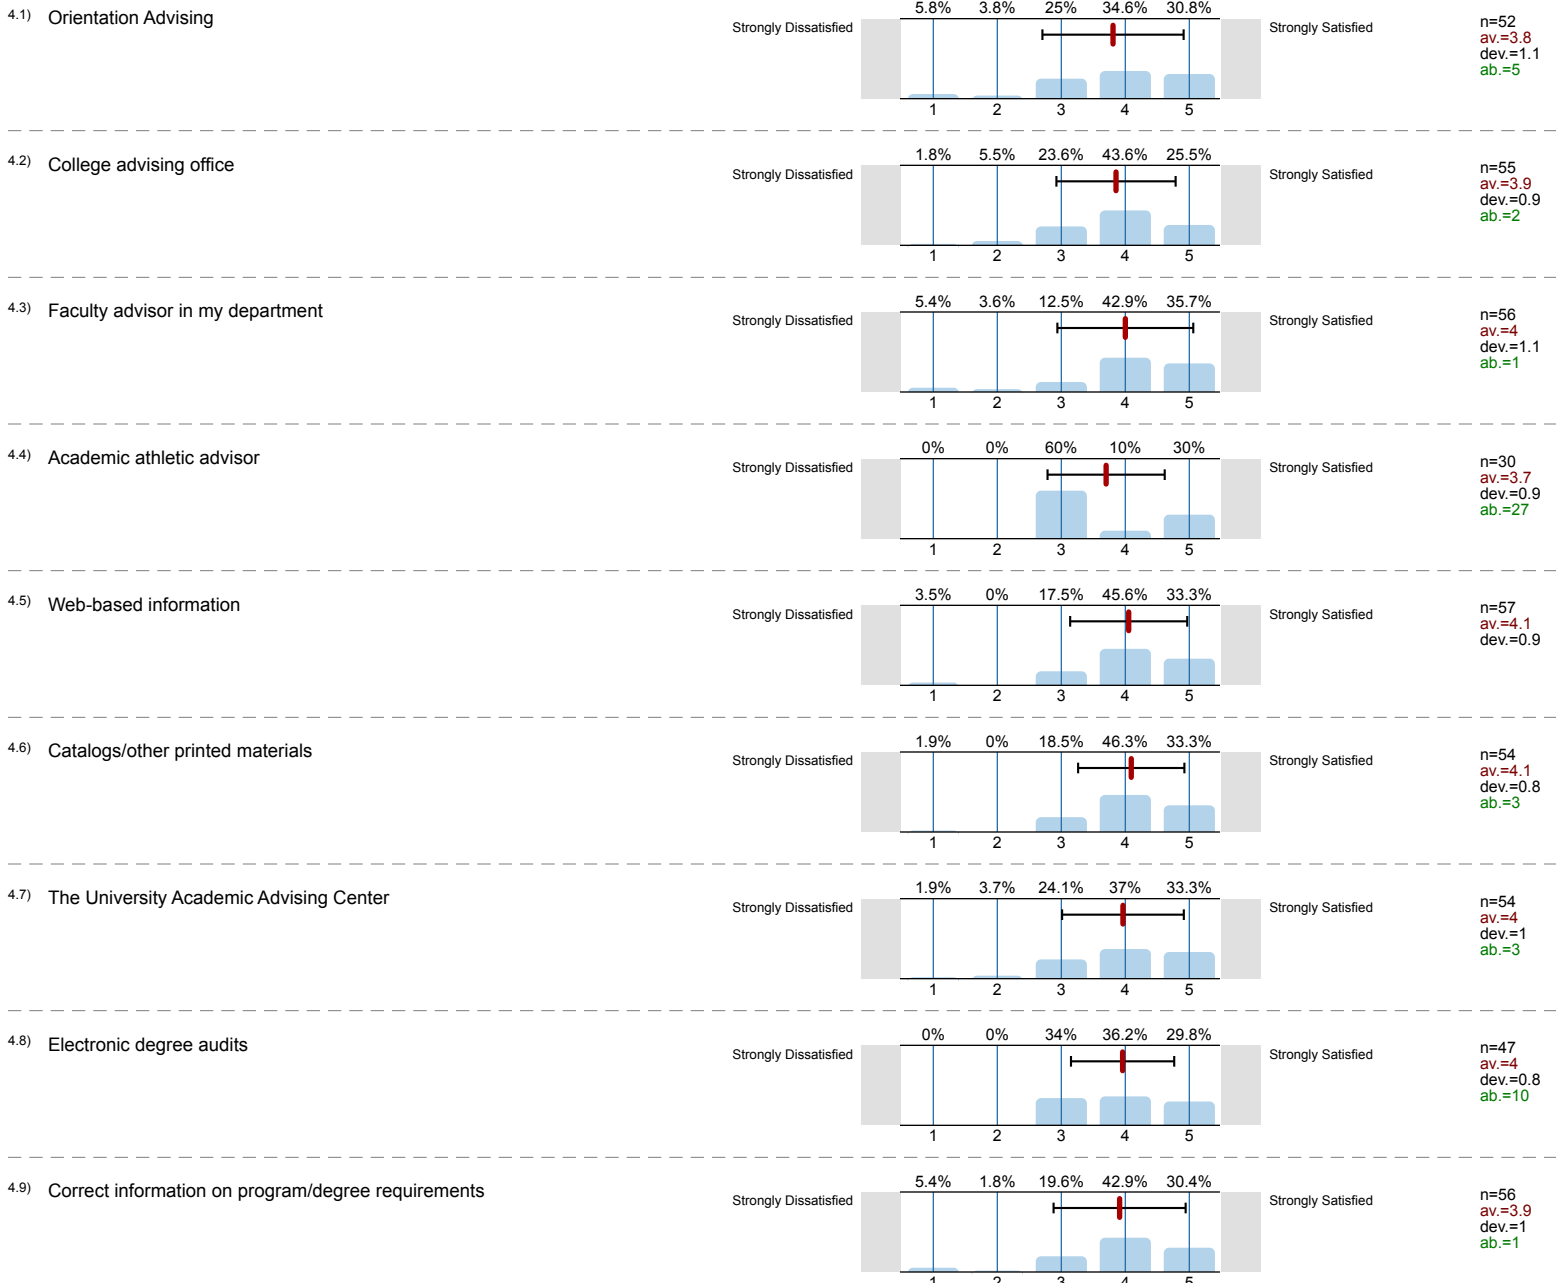 4.1) Orientation Advising
Strongly Dissatisfied
5.8% 3.8% 25% 34.6% 30.8%
1 2 3 4 5
Strongly Satisfied
n=52
av.=3.8
dev.=1.1
ab.=5
4.2) College advising office
Strongly Dissatisfied
1.8% 5.5% 23.6% 43.6% 25.5%
1 2 3 4 5
Strongly Satisfied
n=55
av.=3.9
dev.=0.9
ab.=2
4.3) Faculty advisor in my department
Strongly Dissatisfied
5.4% 3.6% 12.5% 42.9% 35.7%
1 2 3 4 5
Strongly Satisfied
n=56
av.=4
dev.=1.1
ab.=1
4.4) Academic athletic advisor
Strongly Dissatisfied
0% 0% 60% 10% 30%
1 2 3 4 5
Strongly Satisfied
n=30
av.=3.7
dev.=0.9
ab.=27
4.5) Web-based information
Strongly Dissatisfied
3.5% 0% 17.5% 45.6% 33.3%
1 2 3 4 5
Strongly Satisfied
n=57
av.=4.1
dev.=0.9
4.6) Catalogs/other printed materials
Strongly Dissatisfied
1.9% 0% 18.5% 46.3% 33.3%
1 2 3 4 5
Strongly Satisfied
n=54
av.=4.1
dev.=0.8
ab.=3
4.7) The University Academic Advising Center
Strongly Dissatisfied
1.9% 3.7% 24.1% 37% 33.3%
1 2 3 4 5
Strongly Satisfied
n=54
av.=4
dev.=1
ab.=3
4.8) Electronic degree audits
Strongly Dissatisfied
0% 0% 34% 36.2% 29.8%
1 2 3 4 5
Strongly Satisfied
n=47
av.=4
dev.=0.8
ab.=10
4.9) Correct information on program/degree requirements
Strongly Dissatisfied
5.4% 1.8% 19.6% 42.9% 30.4%
1 2 3 4 5
Strongly Satisfied
n=56
av.=3.9
dev.=1
ab.=1